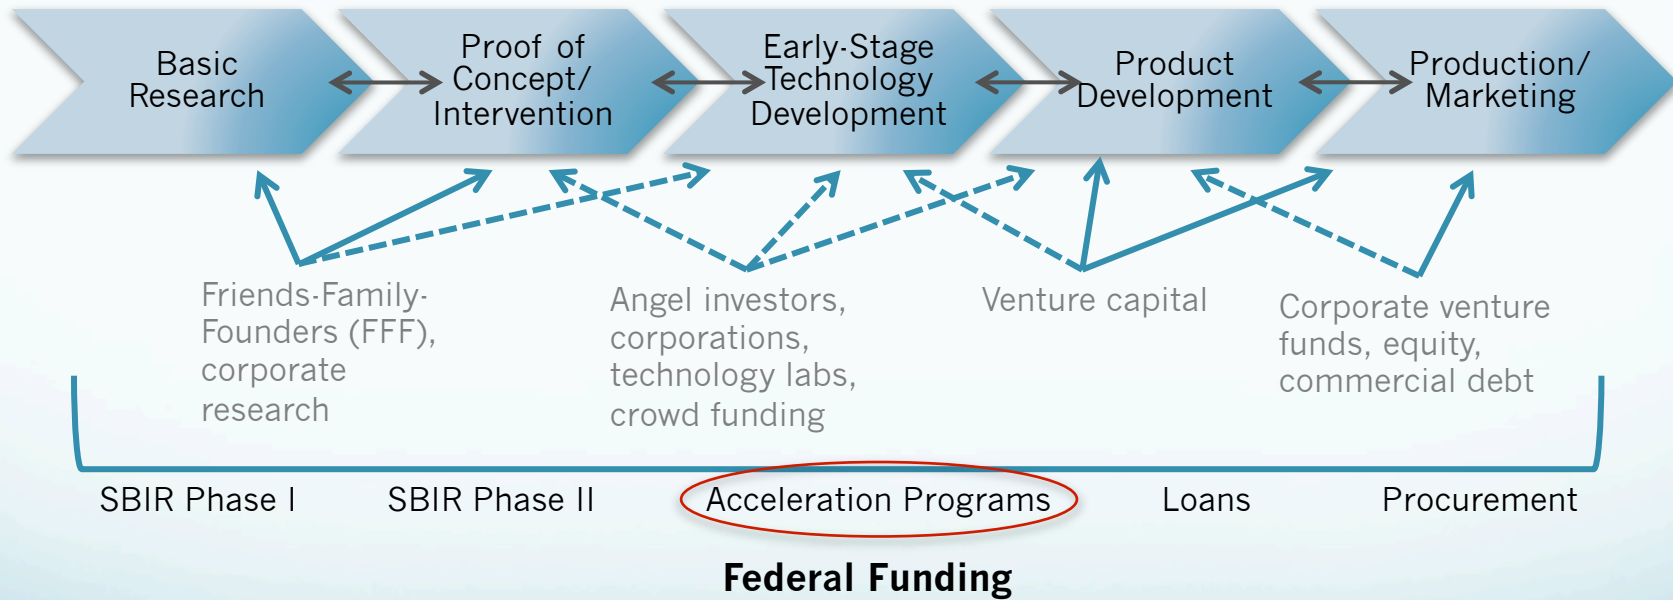 Basic
Research
Proof of
Concept/
Intervention
Early-Stage
Technology
Development
Product
Development
Production/
Marketing
Friends-Family-
Founders (FFF),
corporate
research
Angel investors,
corporations,
technology labs,
crowd funding
Venture capital
Corporate venture
funds, equity,
commercial debt
SBIR Phase I
SBIR Phase II
Acceleration Programs
Loans
Procurement
Federal Funding